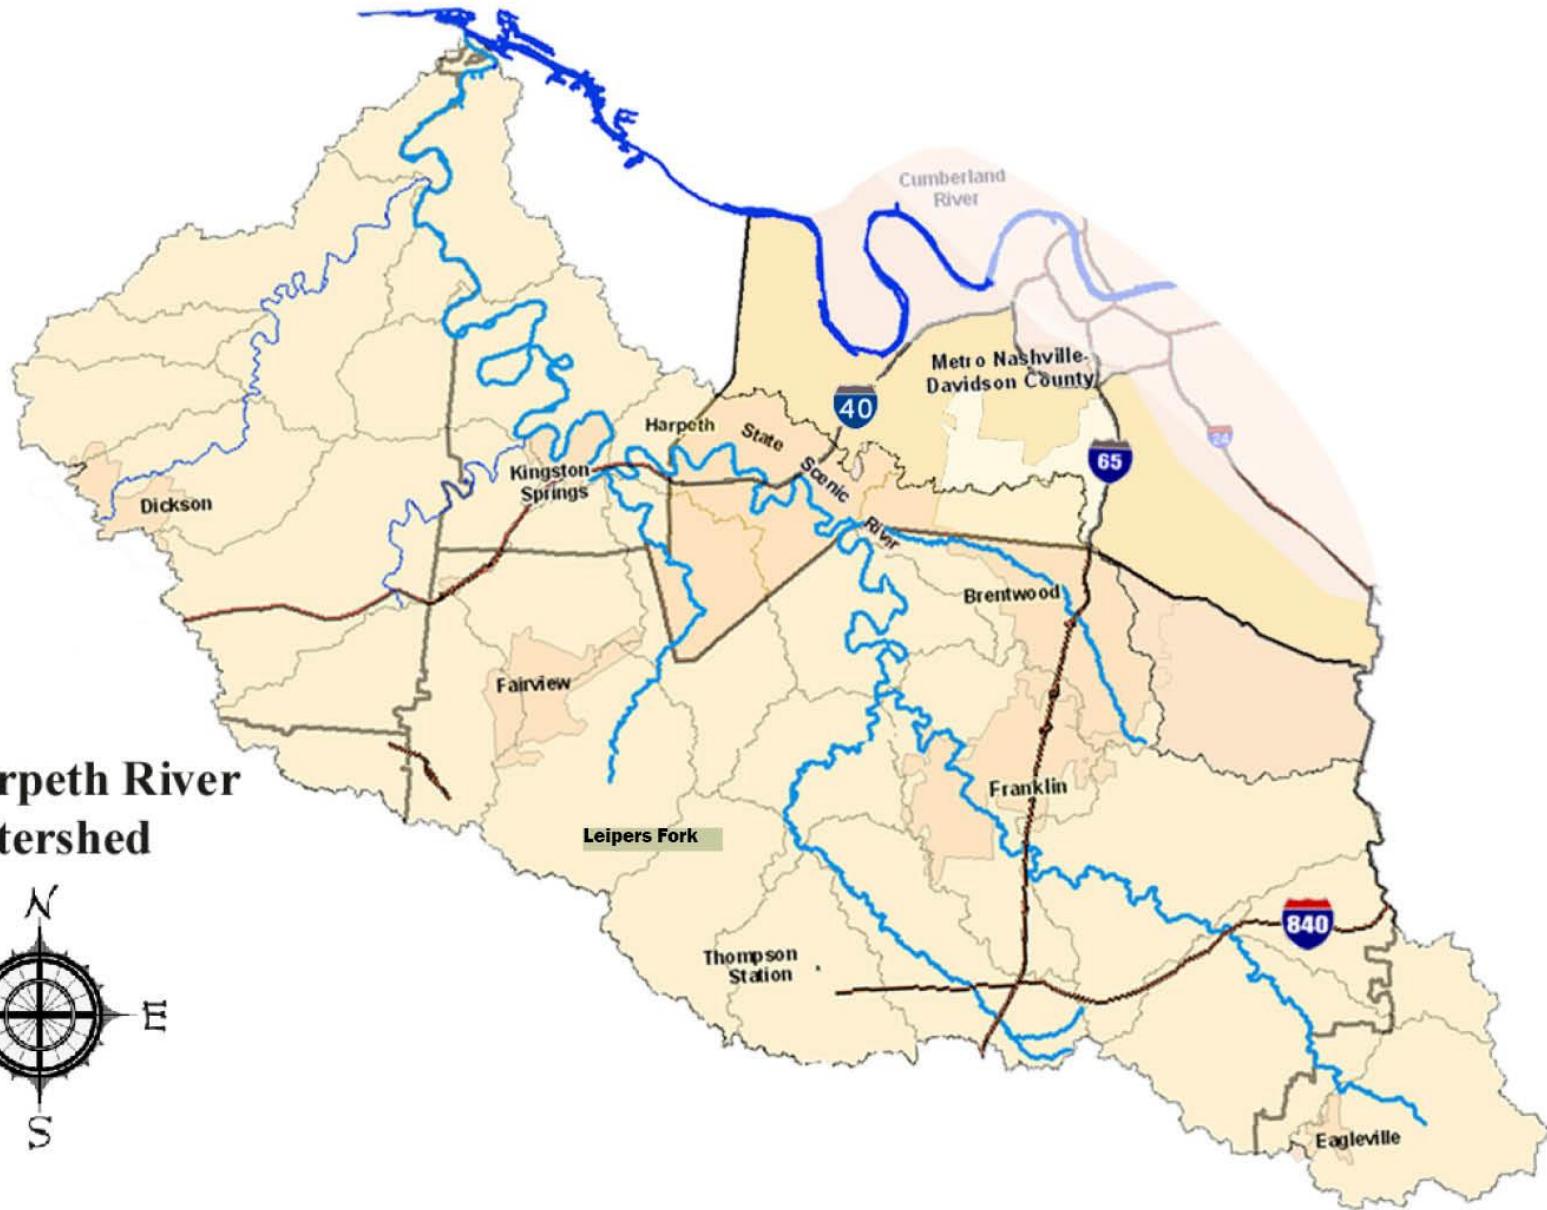 Cumberland
River
Metro Nashville-
Davidson County
40
24
65
Harpeth
State
Scenic
River
Kingston
Springs
Dickson
Brentwood
Fairview
rpeth River
tershed
Franklin
Leipers Fork
840
Thompson
Station
N
E
S
Eagleville